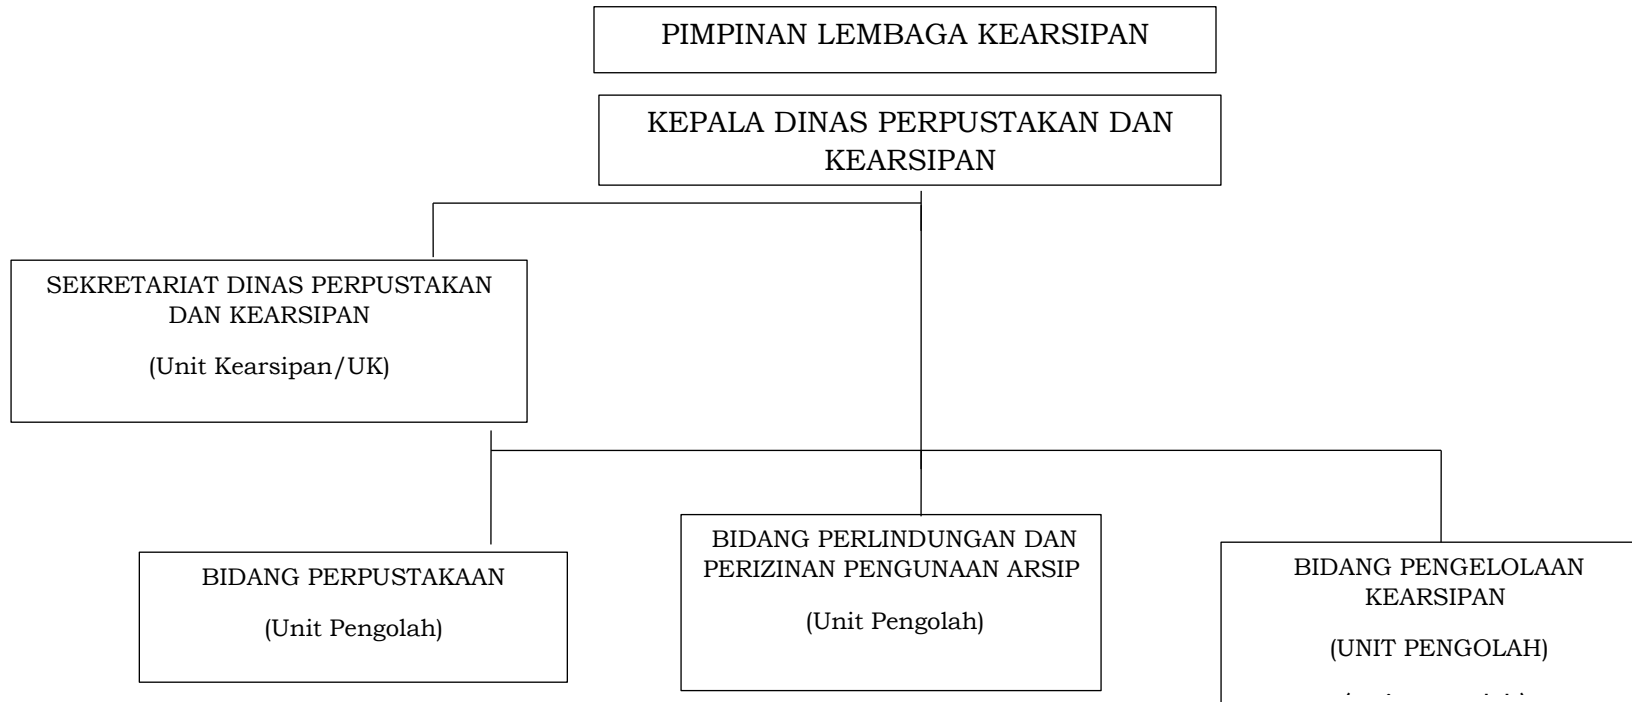 PIMPINAN LEMBAGA KEARSIPAN
KEPALA DINAS PERPUSTAKAN DAN
KEARSIPAN
SEKRETARIAT DINAS PERPUSTAKAN
DAN KEARSIPAN
(Unit Kearsipan/UK)
BIDANG PERPUSTAKAAN
(Unit Pengolah)
BIDANG PERLINDUNGAN DAN
PERIZINAN PENGUNAAN ARSIP
(Unit Pengolah)
BIDANG PENGELOLAAN
KEARSIPAN
(UNIT PENGOLAH)